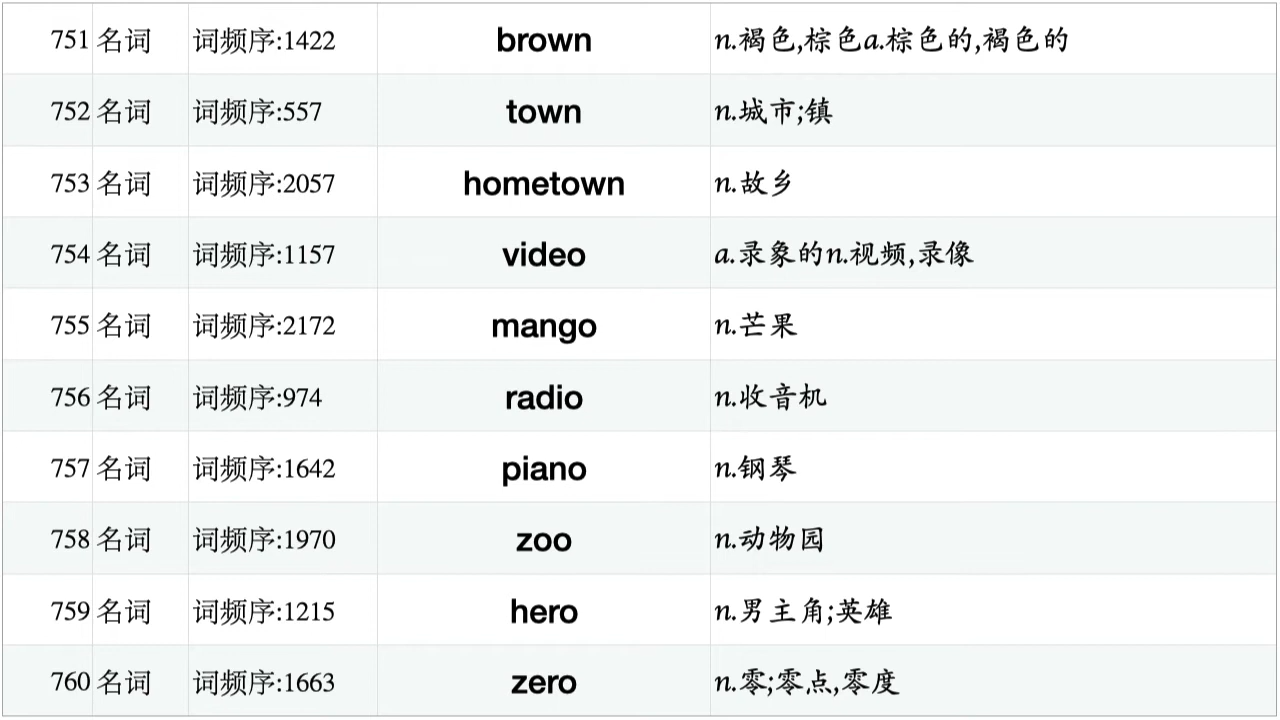 751 名词 词频序:1422 brown n.褐色,棕色a.棕色的,褐色的
752 名词 词频序:557 town n.城市;镇
753 名词 词频序:2057 hometown n.故乡
754 名词 词频序:1157 video a.录象的n.视频,录像
755 名词 词频序:2172 mango n.芒果
756 名词 词频序:974 radio n.收音机
757 名词 词频序:1642 piano n.钢琴
758 名词 词频序:1970 zoo n.动物园
759 名词 词频序:1215 hero n.男主角;英雄
760 名词 词频序:1663 zero n.零;零点,零度